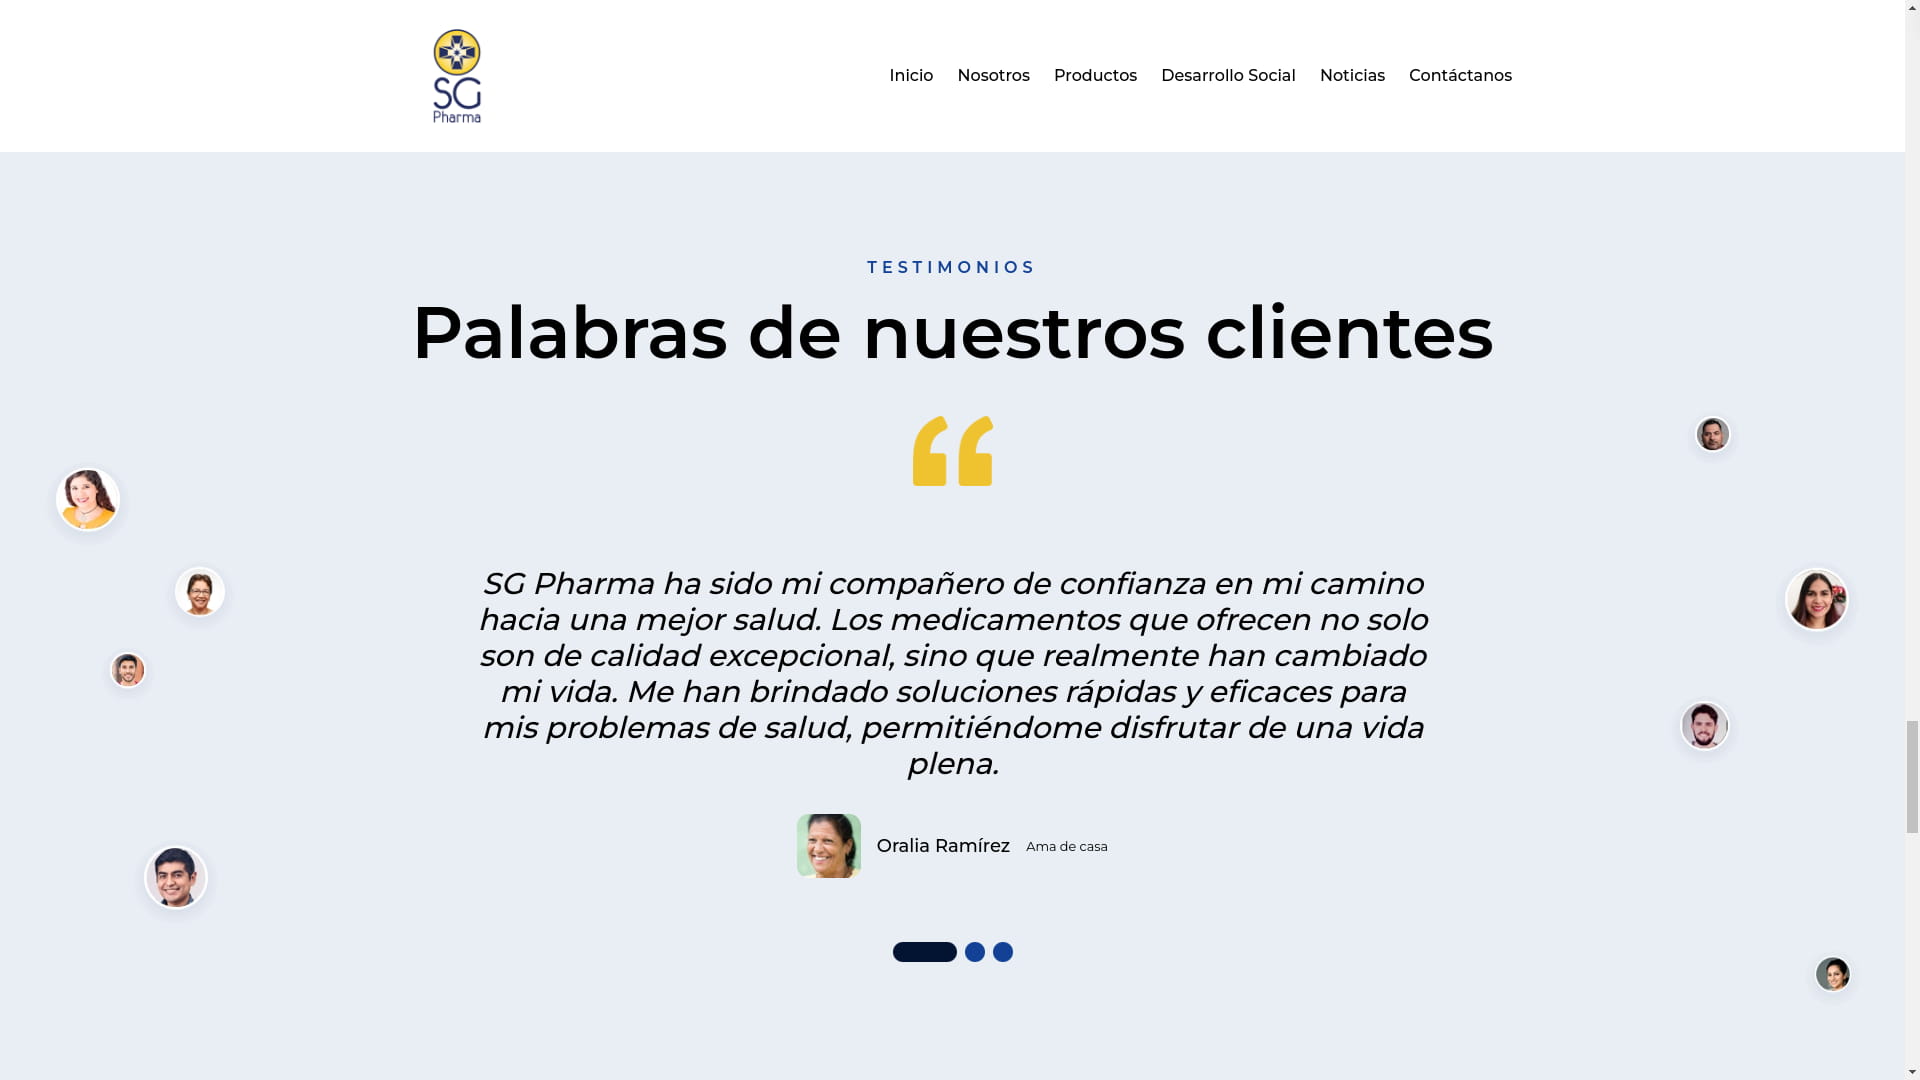 SG
Pharma
Inicio Nosotros Productos Desarrollo Social Noticias Contáctanos
TESTIMONIOS
Palabras de nuestros clientes
“
SG Pharma ha sido mi compañero de confianza en mi camino
hacia una mejor salud. Los medicamentos que ofrecen no solo
son de calidad excepcional, sino que realmente han cambiado
mi vida. Me han brindado soluciones rápidas y eficaces para
mis problemas de salud, permitiéndome disfrutar de una vida
plena.
Oralia Ramírez Ama de casa